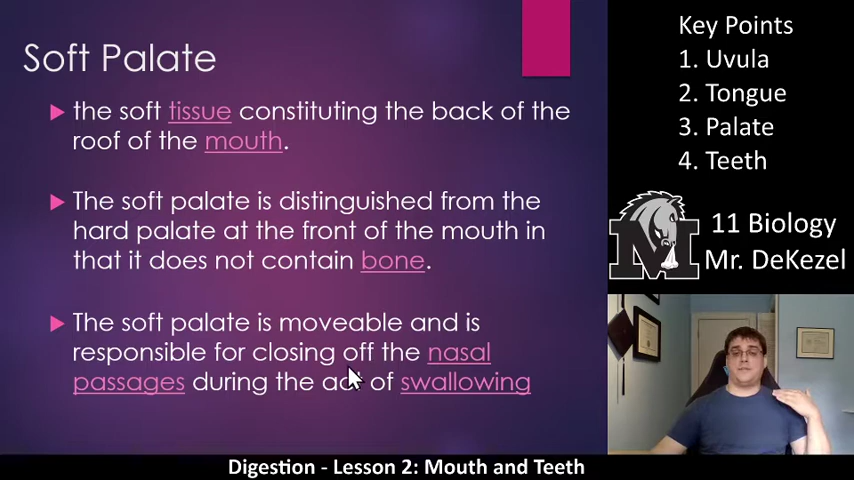 Soft Palate
the soft tissue constituting the back of the
roof of the mouth.
The soft palate is distinguished from the
hard palate at the front of the mouth in
that it does not contain bone.
The soft palate is moveable and is
responsible for closing off the nasal
passages during the act of swallowing
Key Points
1. Uvula
2. Tongue
3. Palate
4. Teeth
M
11 Biology
Mr. DeKezel
Digestion - Lesson 2: Mouth and Teeth